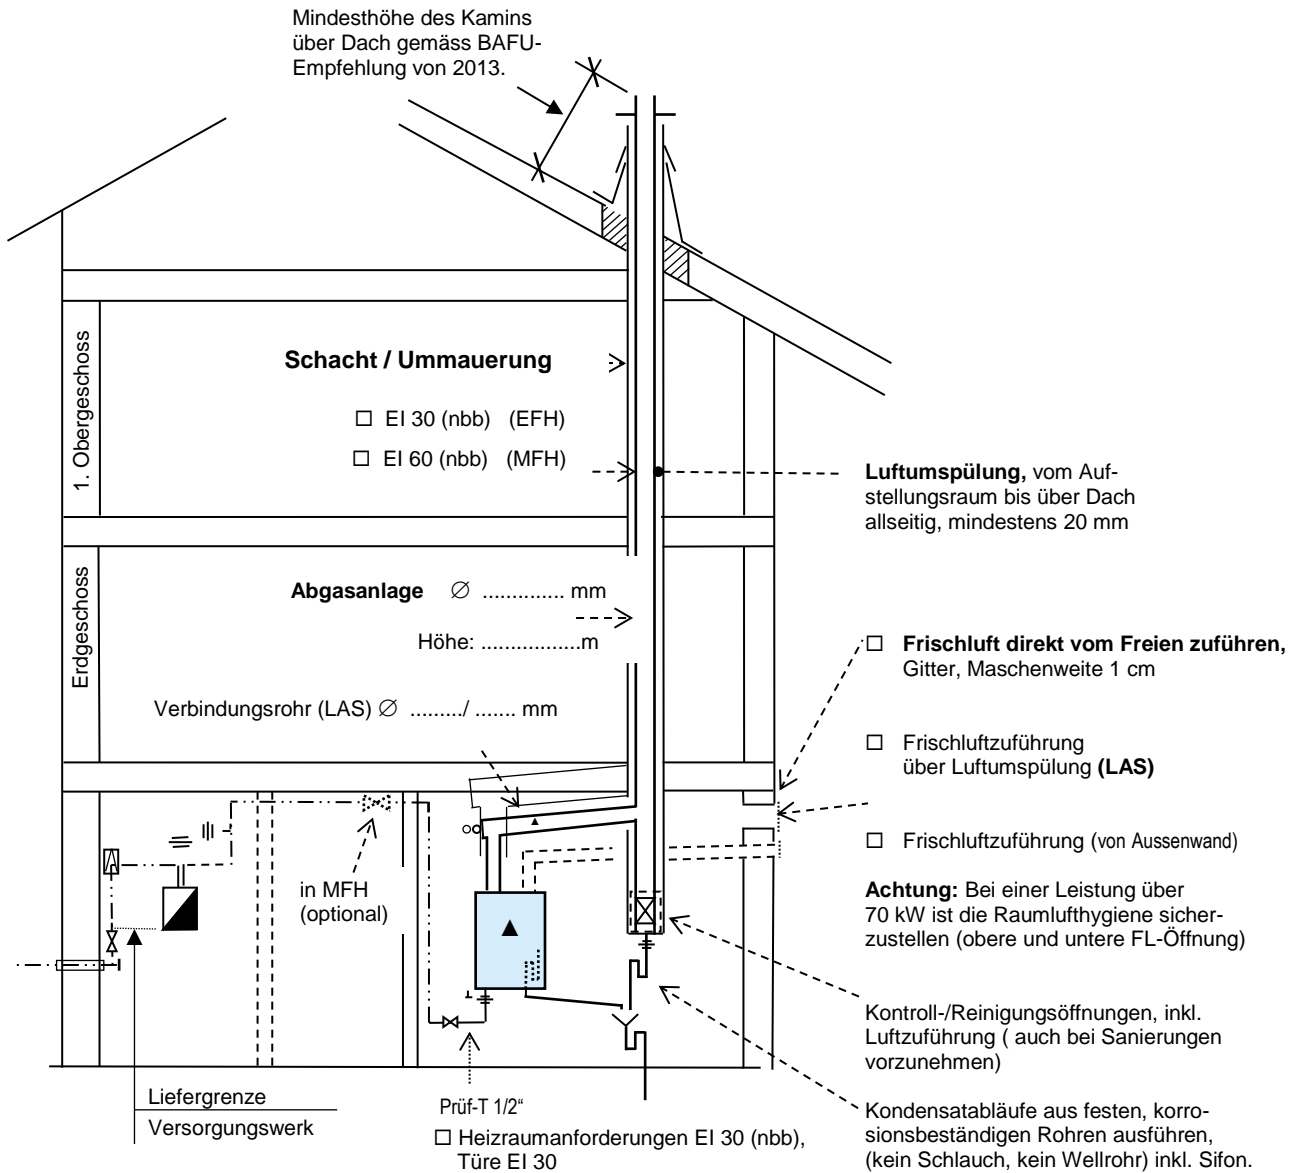 Mindesthöhe des Kamins
über Dach gemäss BAFU-
Empfehlung von 2013.
Schacht / Ummauerung
☐ EI 30 (nbb) (EFH)
☐ EI 60 (nbb) (MFH)
1. Obergeschoss
Luftumspülung, vom Auf-
stellungsraum bis über Dach
allseitig, mindestens 20 mm
Erdgeschoss
Abgasanlage ∅ .............. mm
Höhe: ..................m
Verbindungsrohr (LAS) ∅ ........./ ....... mm
☐ Frischluft direkt vom Freien zuführen,
Gitter, Maschenweite 1 cm
☐ Frischluftzuführung
über Luftumspülung (LAS)
☐ Frischluftzuführung (von Aussenwand)
Achtung: Bei einer Leistung über
70 kW ist die Raumlufthygiene sicher-
zustellen (obere und untere FL-Öffnung)
in MFH
(optional)
Kontroll-/Reinigungsöffnungen, inkl.
Luftzuführung ( auch bei Sanierungen
vorzunehmen)
Kondensatabläufe aus festen, korro-
sionsbeständigen Rohren ausführen,
(kein Schlauch, kein Wellrohr) inkl. Sifon.
Liefergrenze
Versorgungswerk
Prüf-T 1/2“
☐ Heizraumanforderungen EI 30 (nbb),
Türe EI 30